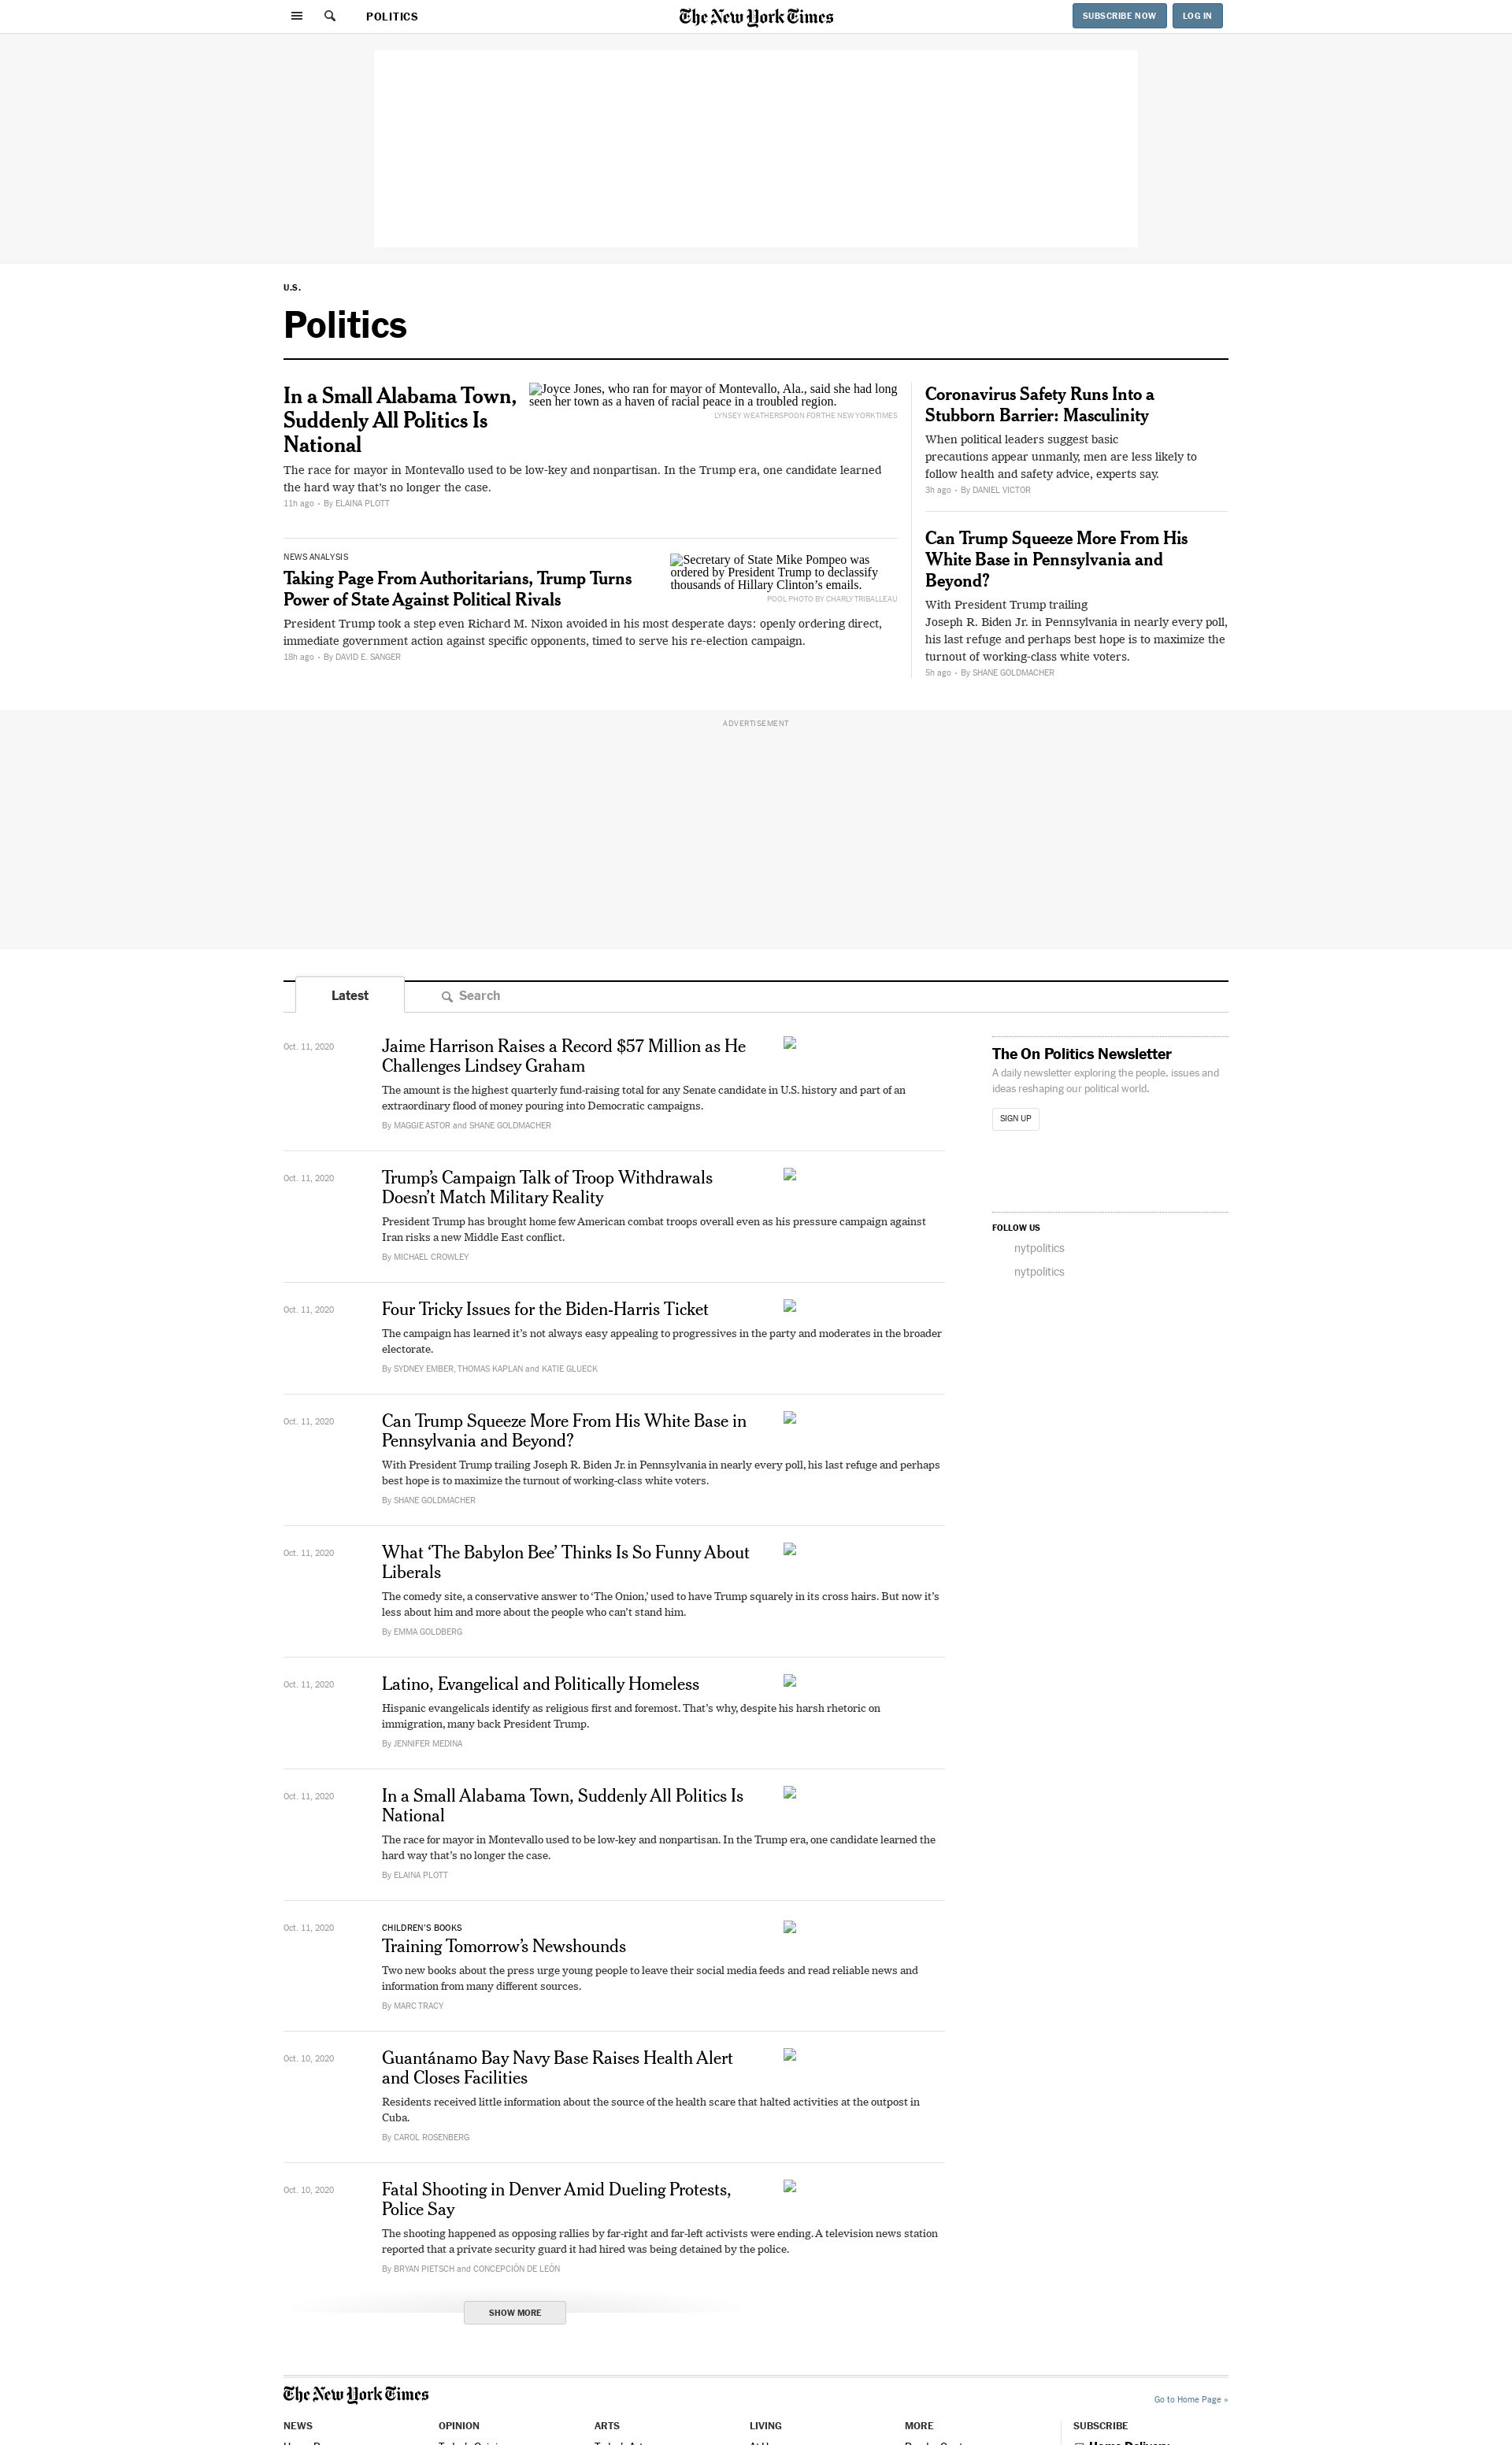 POLITICS
The New York Times
SUBSCRIBE NOW
LOG IN
U.S.
Politics
In a Small Alabama Town,
Suddenly All Politics Is
National
Joyce Jones, who ran for mayor of Montevallo, Ala., said she had long
seen her town as a haven of racial peace in a troubled region.
LYNSEY WEATHERSPOON FOR THE NEW YORK TIMES
The race for mayor in Montevallo used to be low-key and nonpartisan. In the Trump era, one candidate learned
the hard way that’s no longer the case.
11h ago • By ELAINA PLOTT
NEWS ANALYSIS
Taking Page From Authoritarians, Trump Turns
Power of State Against Political Rivals
Secretary of State Mike Pompeo was
ordered by President Trump to declassify
thousands of Hillary Clinton’s emails.
POOL PHOTO BY CHARLY TRIBALLEAU
President Trump took a step even Richard M. Nixon avoided in his most desperate days: openly ordering direct,
immediate government action against specific opponents, timed to serve his re-election campaign.
18h ago • By DAVID E. SANGER
Coronavirus Safety Runs Into a
Stubborn Barrier: Masculinity
When political leaders suggest basic
precautions appear unmanly, men are less likely to
follow health and safety advice, experts say.
3h ago • By DANIEL VICTOR
Can Trump Squeeze More From His
White Base in Pennsylvania and
Beyond?
With President Trump trailing
Joseph R. Biden Jr. in Pennsylvania in nearly every poll,
his last refuge and perhaps best hope is to maximize the
turnout of working-class white voters.
5h ago • By SHANE GOLDMACHER
ADVERTISEMENT
Latest
Search
Oct. 11, 2020
Jaime Harrison Raises a Record $57 Million as He
Challenges Lindsey Graham
The amount is the highest quarterly fund-raising total for any Senate candidate in U.S. history and part of an
extraordinary flood of money pouring into Democratic campaigns.
By MAGGIE ASTOR and SHANE GOLDMACHER
Oct. 11, 2020
Trump’s Campaign Talk of Troop Withdrawals
Doesn’t Match Military Reality
President Trump has brought home few American combat troops overall even as his pressure campaign against
Iran risks a new Middle East conflict.
By MICHAEL CROWLEY
Oct. 11, 2020
Four Tricky Issues for the Biden-Harris Ticket
The campaign has learned it’s not always easy appealing to progressives in the party and moderates in the broader
electorate.
By SYDNEY EMBER, THOMAS KAPLAN and KATIE GLUECK
Oct. 11, 2020
Can Trump Squeeze More From His White Base in
Pennsylvania and Beyond?
With President Trump trailing Joseph R. Biden Jr. in Pennsylvania in nearly every poll, his last refuge and perhaps
best hope is to maximize the turnout of working-class white voters.
By SHANE GOLDMACHER
Oct. 11, 2020
What ‘The Babylon Bee’ Thinks Is So Funny About
Liberals
The comedy site, a conservative answer to ‘The Onion,’ used to have Trump squarely in its cross hairs. But now it’s
less about him and more about the people who can’t stand him.
By EMMA GOLDBERG
Oct. 11, 2020
Latino, Evangelical and Politically Homeless
Hispanic evangelicals identify as religious first and foremost. That’s why, despite his harsh rhetoric on
immigration, many back President Trump.
By JENNIFER MEDINA
Oct. 11, 2020
In a Small Alabama Town, Suddenly All Politics Is
National
The race for mayor in Montevallo used to be low-key and nonpartisan. In the Trump era, one candidate learned the
hard way that’s no longer the case.
By ELAINA PLOTT
Oct. 11, 2020
CHILDREN’S BOOKS
Training Tomorrow’s Newshounds
Two new books about the press urge young people to leave their social media feeds and read reliable news and
information from many different sources.
By MARC TRACY
Oct. 10, 2020
Guantánamo Bay Navy Base Raises Health Alert
and Closes Facilities
Residents received little information about the source of the health scare that halted activities at the outpost in
Cuba.
By CAROL ROSENBERG
Oct. 10, 2020
Fatal Shooting in Denver Amid Dueling Protests,
Police Say
The shooting happened as opposing rallies by far-right and far-left activists were ending. A television news station
reported that a private security guard it had hired was being detained by the police.
By BRYAN PIETSCH and CONCEPCIÓN DE LEÓN
SHOW MORE
The On Politics Newsletter
A daily newsletter exploring the people, issues and
ideas reshaping our political world.
SIGN UP
FOLLOW US
nytpolitics
nytpolitics
The New York Times
Go to Home Page »
NEWS
OPINION
ARTS
LIVING
MORE
SUBSCRIBE